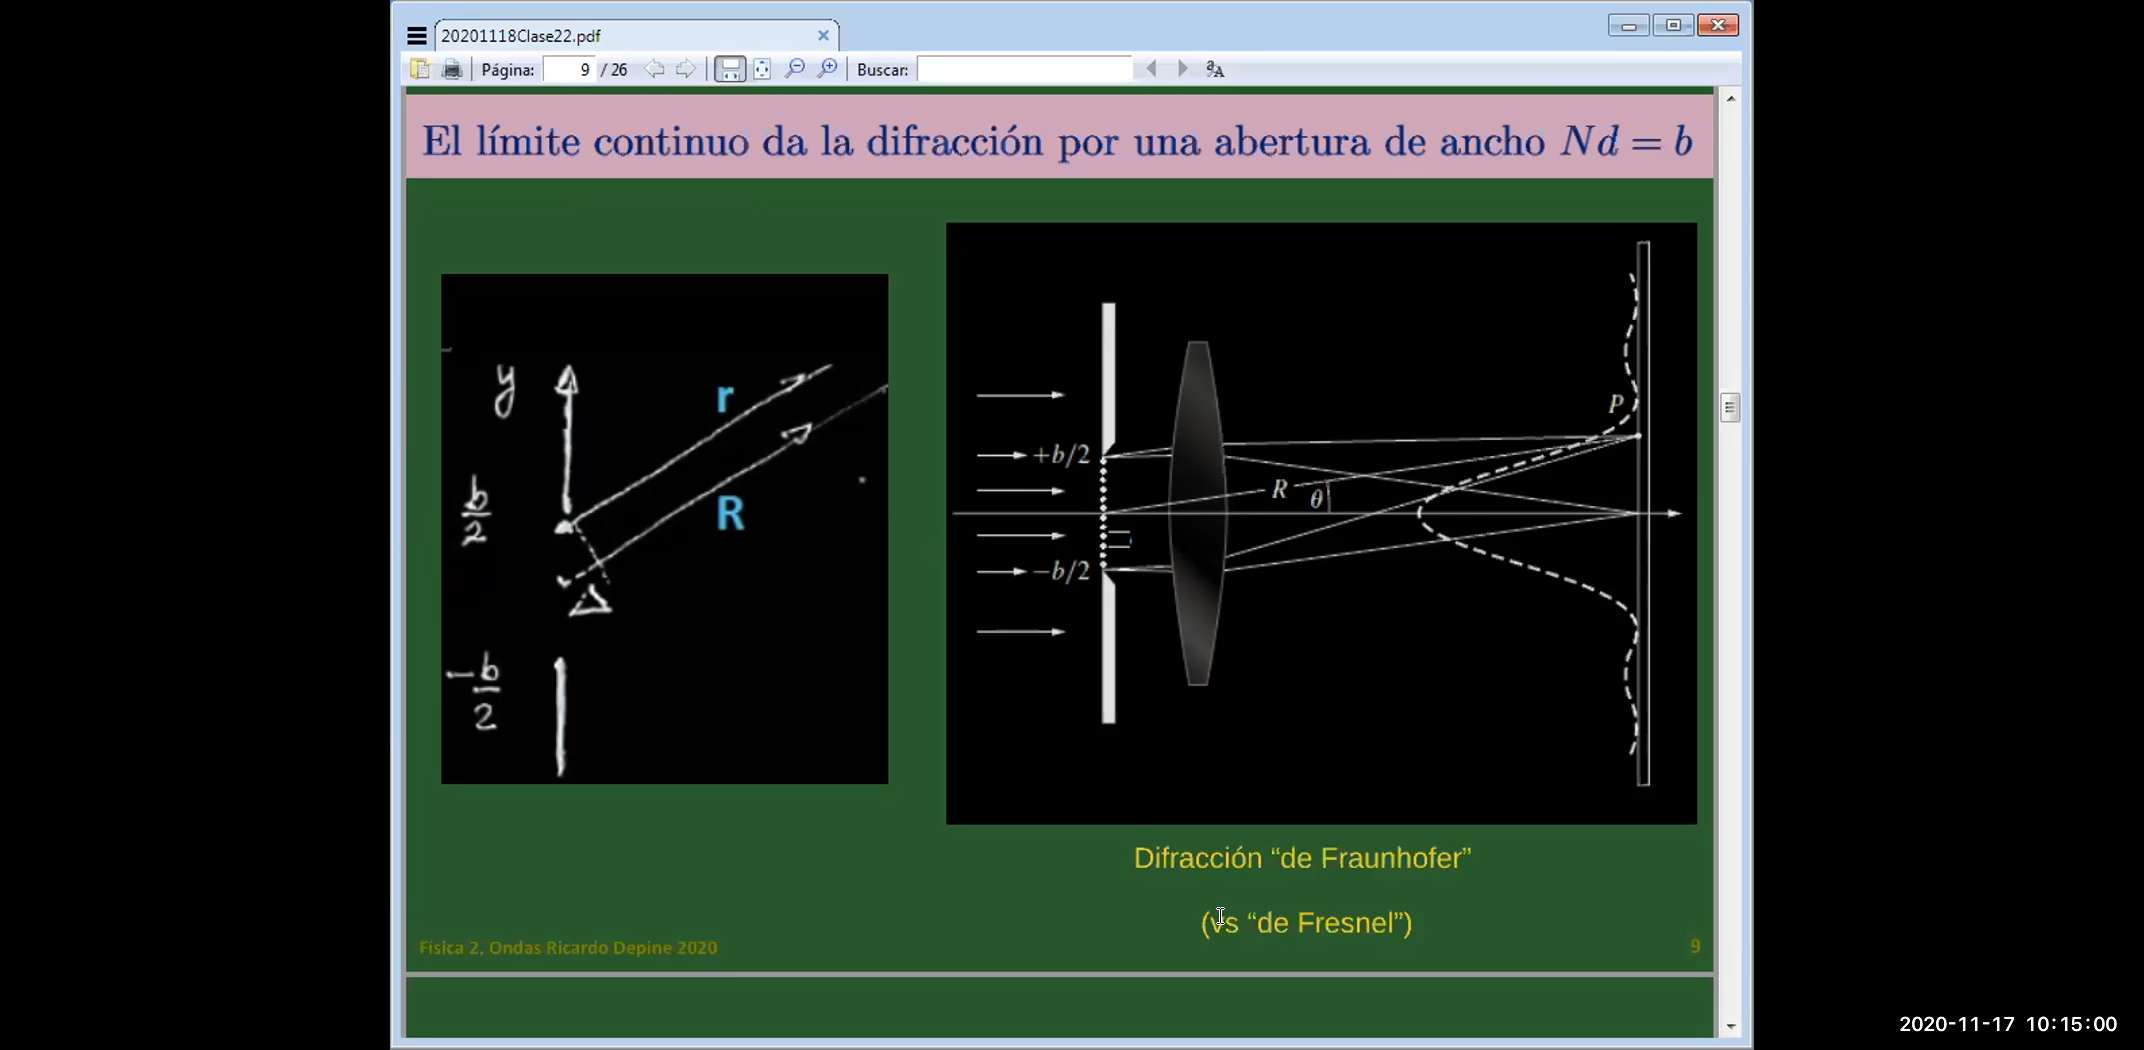 20201118Clase22.pdf
Página: 9 / 26 Buscar:
El límite continuo da la difracción por una abertura de ancho Nd = b
y
r
R
b/2
Δ
-b/2
+b/2
R
θ
P
−b/2
Difracción “de Fraunhofer”
(vs “de Fresnel”)
Física 2, Ondas Ricardo Depine 2020
9
2020-11-17 10:15:00